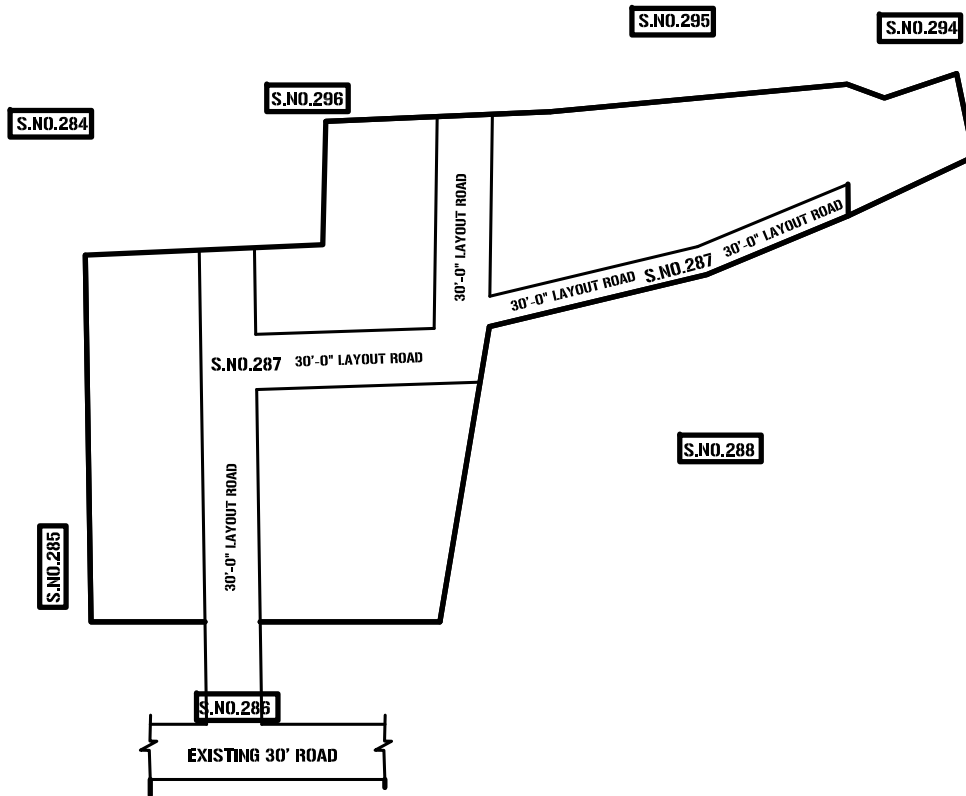 S.NO.295
S.NO.294
S.NO.296
S.NO.284
30'-0" LAYOUT ROAD
30'-0" LAYOUT ROAD
S.NO.287
30'-0" LAYOUT ROAD
S.NO.287
30'-0" LAYOUT ROAD
S.NO.288
30'-0" LAYOUT ROAD
S.NO.285
S.NO.286
EXISTING 30' ROAD